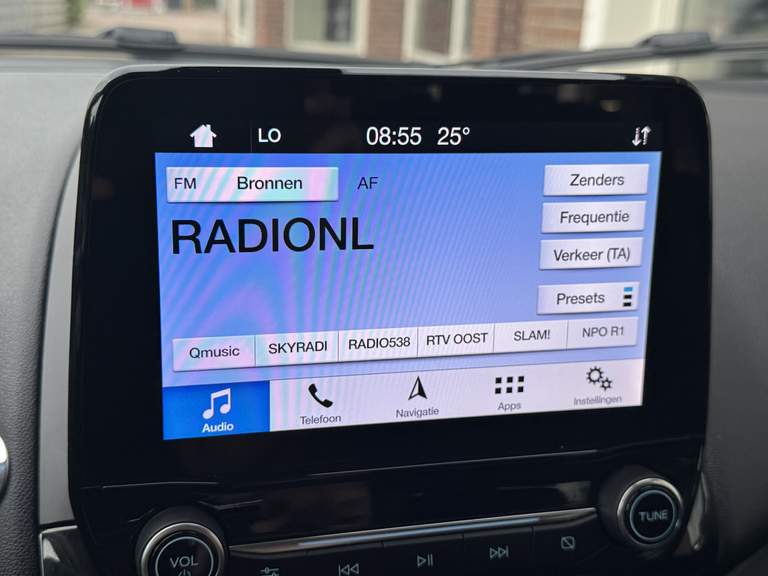 LO 08:55 25°
FM Bronnen AF
Zenders
RADIONL
Frequentie
Verkeer (TA)
Presets
Qmusic SKYRADI RADIO538 RTV OOST SLAM! NPO R1
Audio Telefoon Navigatie Apps Instellingen
VOL TUNE